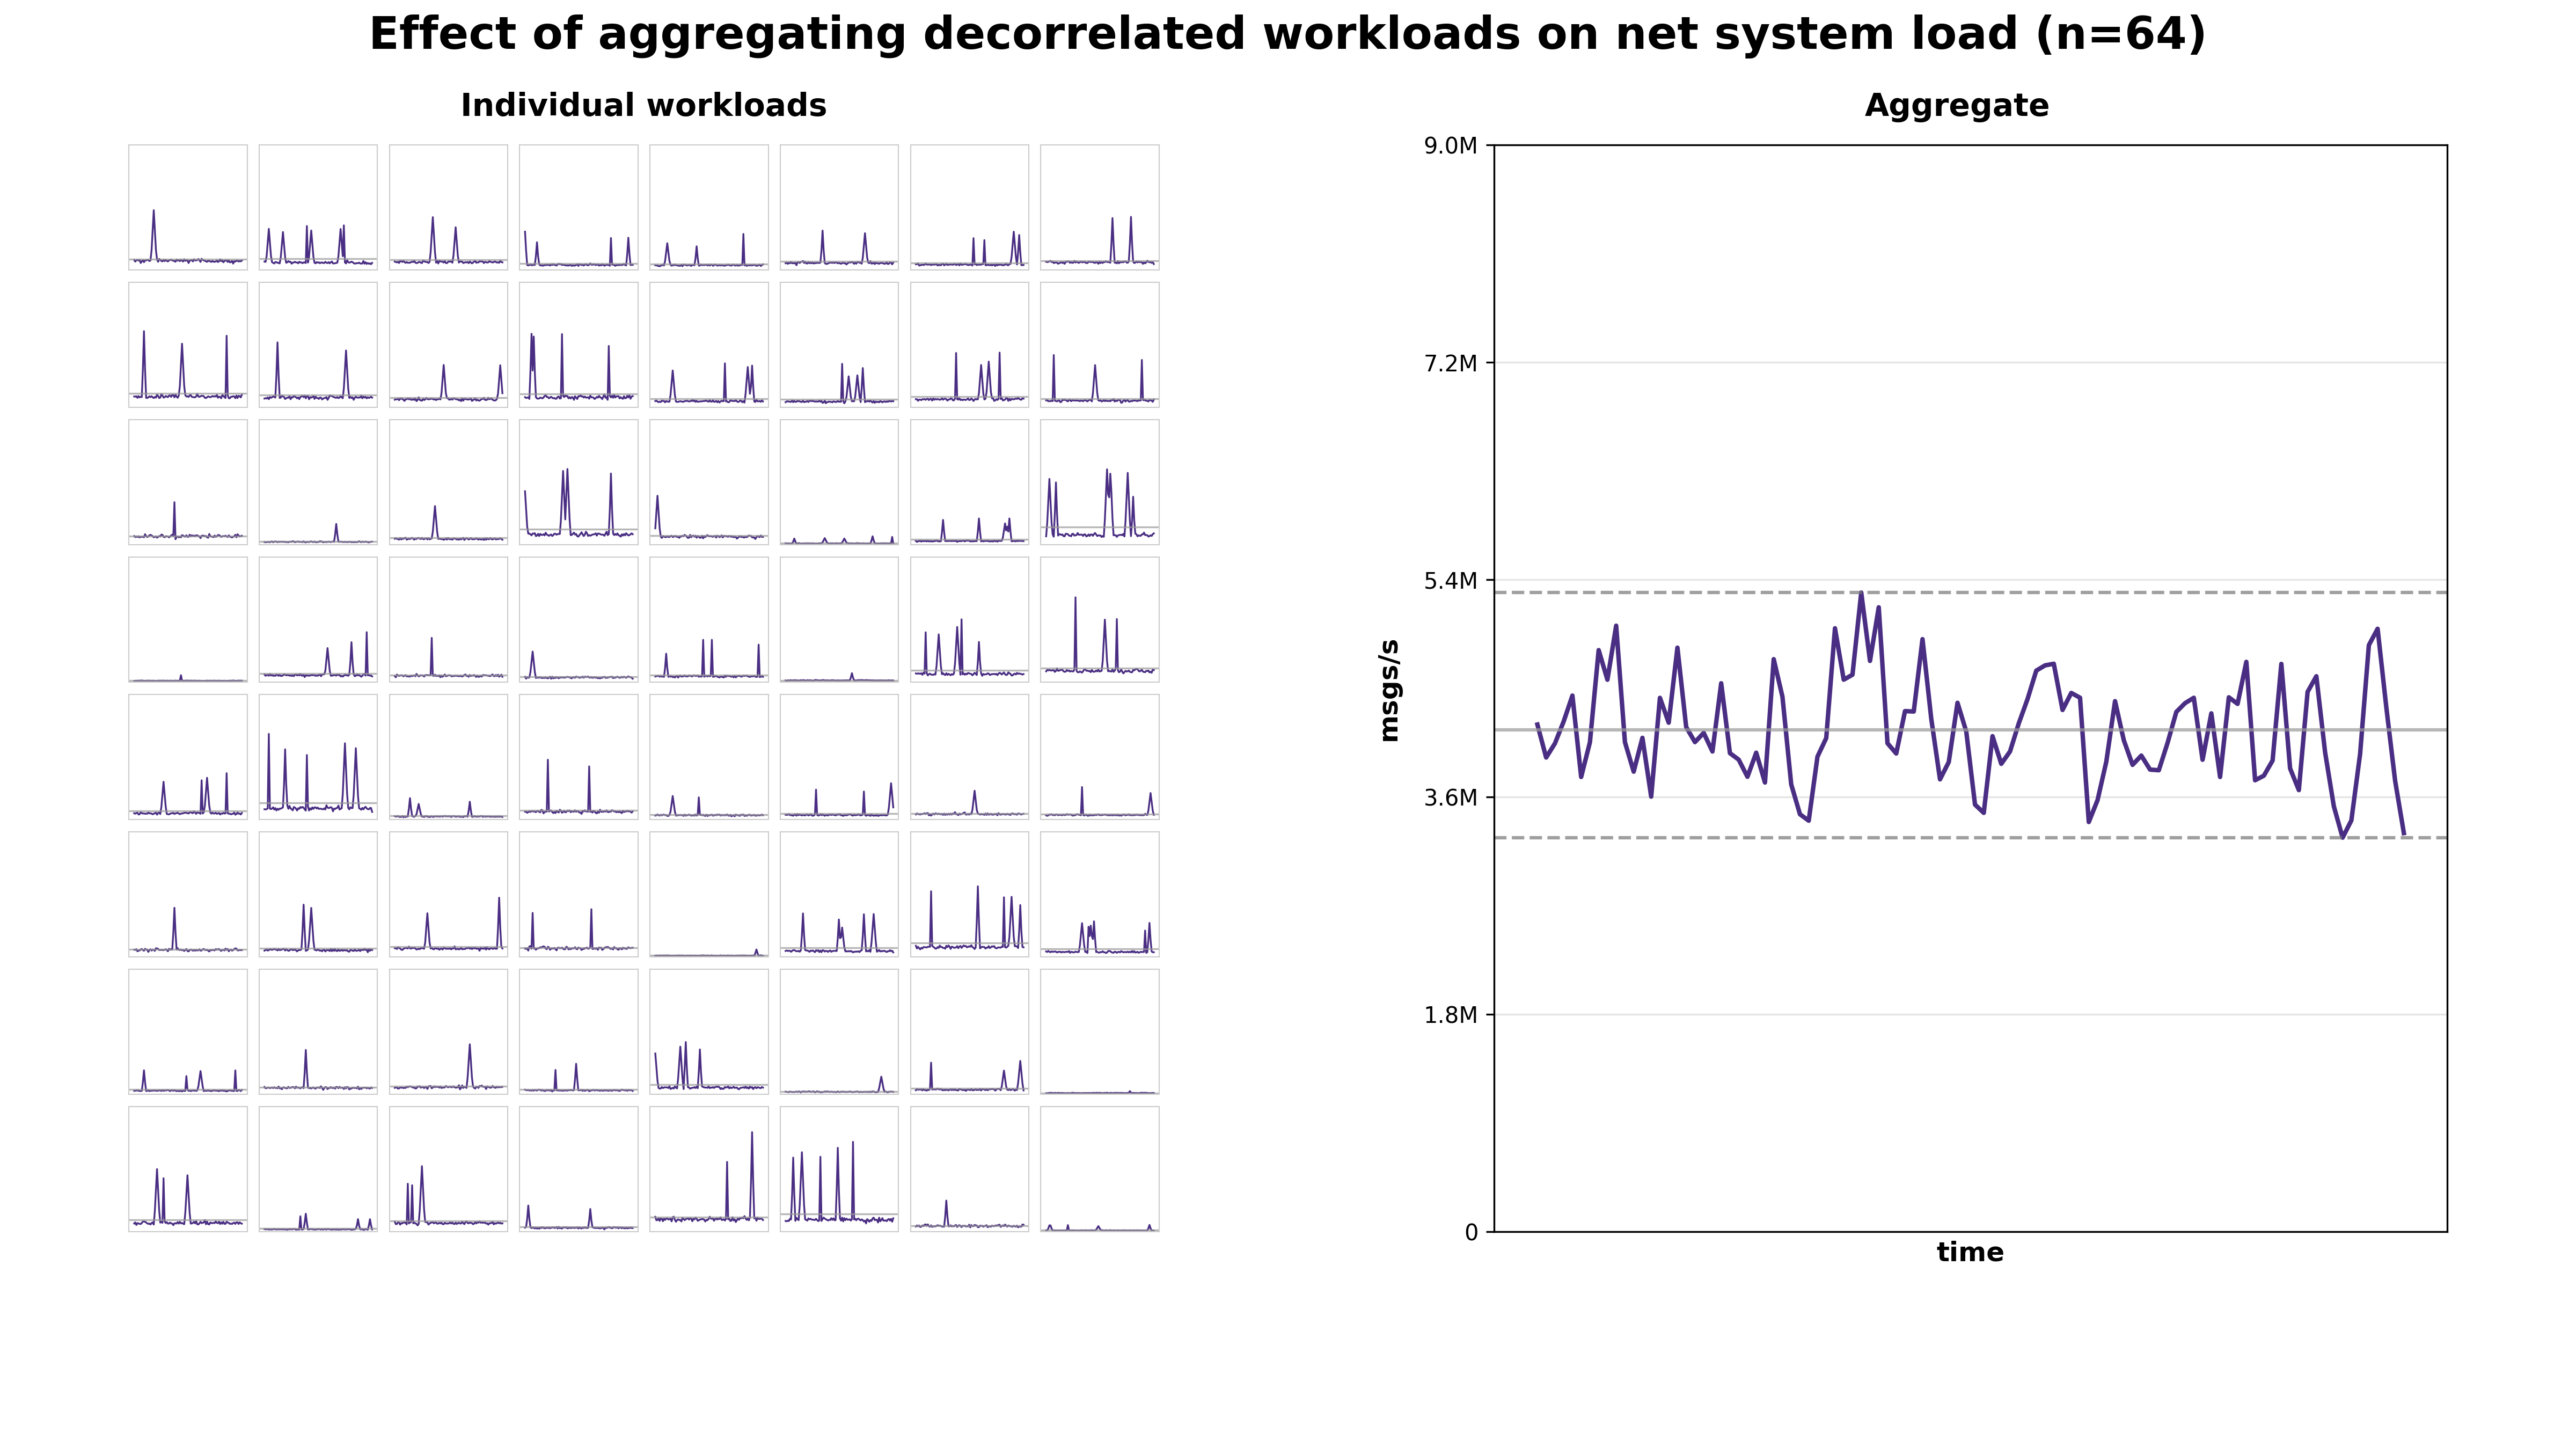 Effect of aggregating decorrelated workloads on net system load (n=64)
Individual workloads
Aggregate
9.0M
7.2M
5.4M
3.6M
1.8M
0
msgs/s
time